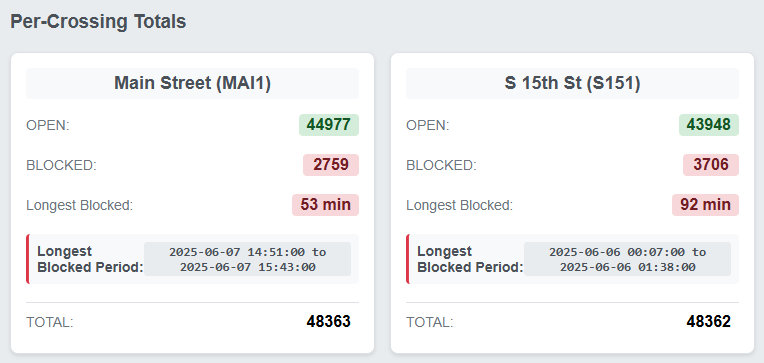 Per-Crossing Totals
Main Street (MAI1)
OPEN: 44977
BLOCKED: 2759
Longest Blocked: 53 min
Longest
Blocked Period:
2025-06-07 14:51:00 to
2025-06-07 15:43:00
TOTAL: 48363
S 15th St (S151)
OPEN: 43948
BLOCKED: 3706
Longest Blocked: 92 min
Longest
Blocked Period:
2025-06-06 00:07:00 to
2025-06-06 01:38:00
TOTAL: 48362